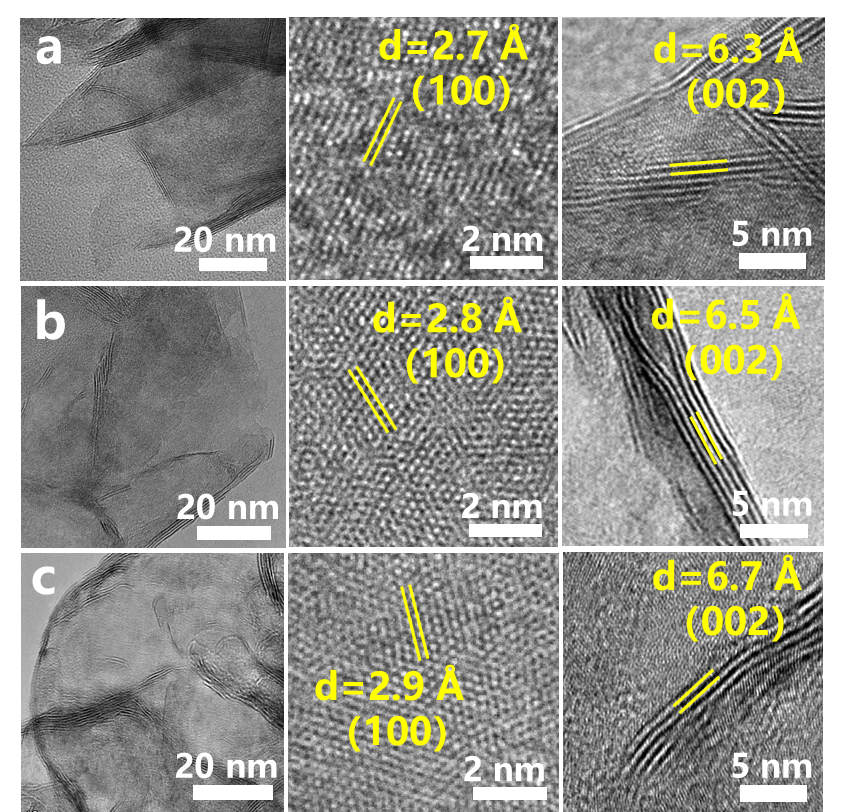 a
20 nm
d=2.7 Å
(100)
2 nm
d=6.3 Å
(002)
5 nm
b
20 nm
d=2.8 Å
(100)
2 nm
d=6.5 Å
(002)
5 nm
c
20 nm
d=2.9 Å
(100)
2 nm
d=6.7 Å
(002)
5 nm